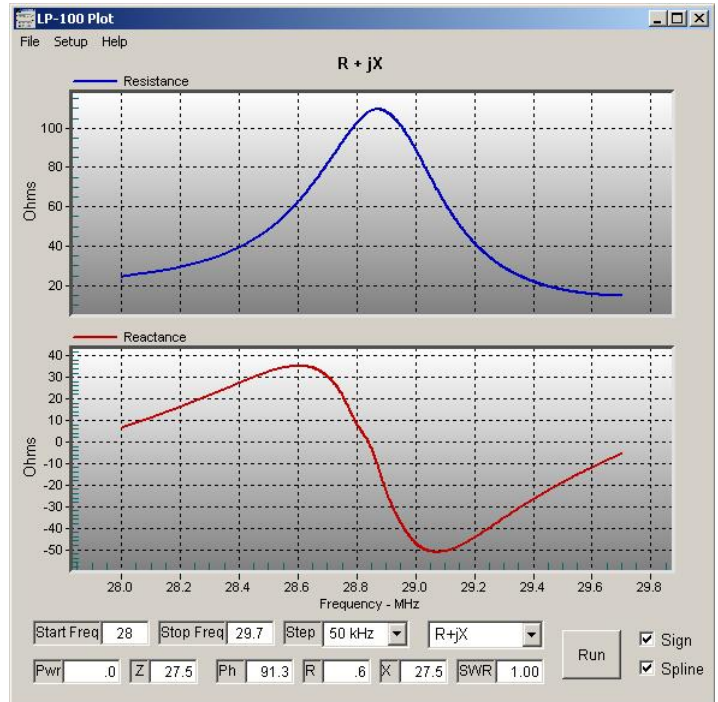 LP-100 Plot
File Setup Help
R + jX
Resistance
100
80
60
40
20
Ohms
Reactance
40
30
20
10
0
-10
-20
-30
-40
-50
Ohms
28.0 28.2 28.4 28.6 28.8 29.0 29.2 29.4 29.6 29.8
Frequency - MHz
Start Freq 28 Stop Freq 29.7 Step 50 kHz R+jX Run Sign
Pwr .0 Z 27.5 Ph 91.3 R .6 X 27.5 SWR 1.00 Spline